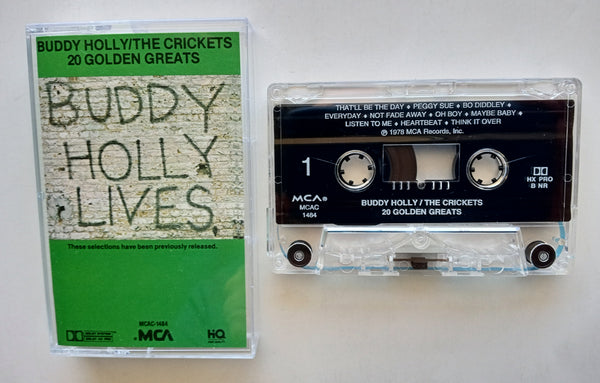 BUDDY HOLLY/THE CRICKETS
20 GOLDEN GREATS
BUDDY
HOLLY
LIVES
These selections have been previously released.
MCAC-1484
MCA
HQ
THAT'LL BE THE DAY ♦ PEGGY SUE ♦ BO DIDDLEY ♦
EVERYDAY ♦ NOT FADE AWAY ♦ OH BOY ♦ MAYBE BABY ♦
LISTEN TO ME ♦ HEARTBEAT ♦ THINK IT OVER
℗ 1978 MCA Records, Inc.
1
HX PRO
B NR
MCA®
MCAC
1484
BUDDY HOLLY / THE CRICKETS
20 GOLDEN GREATS